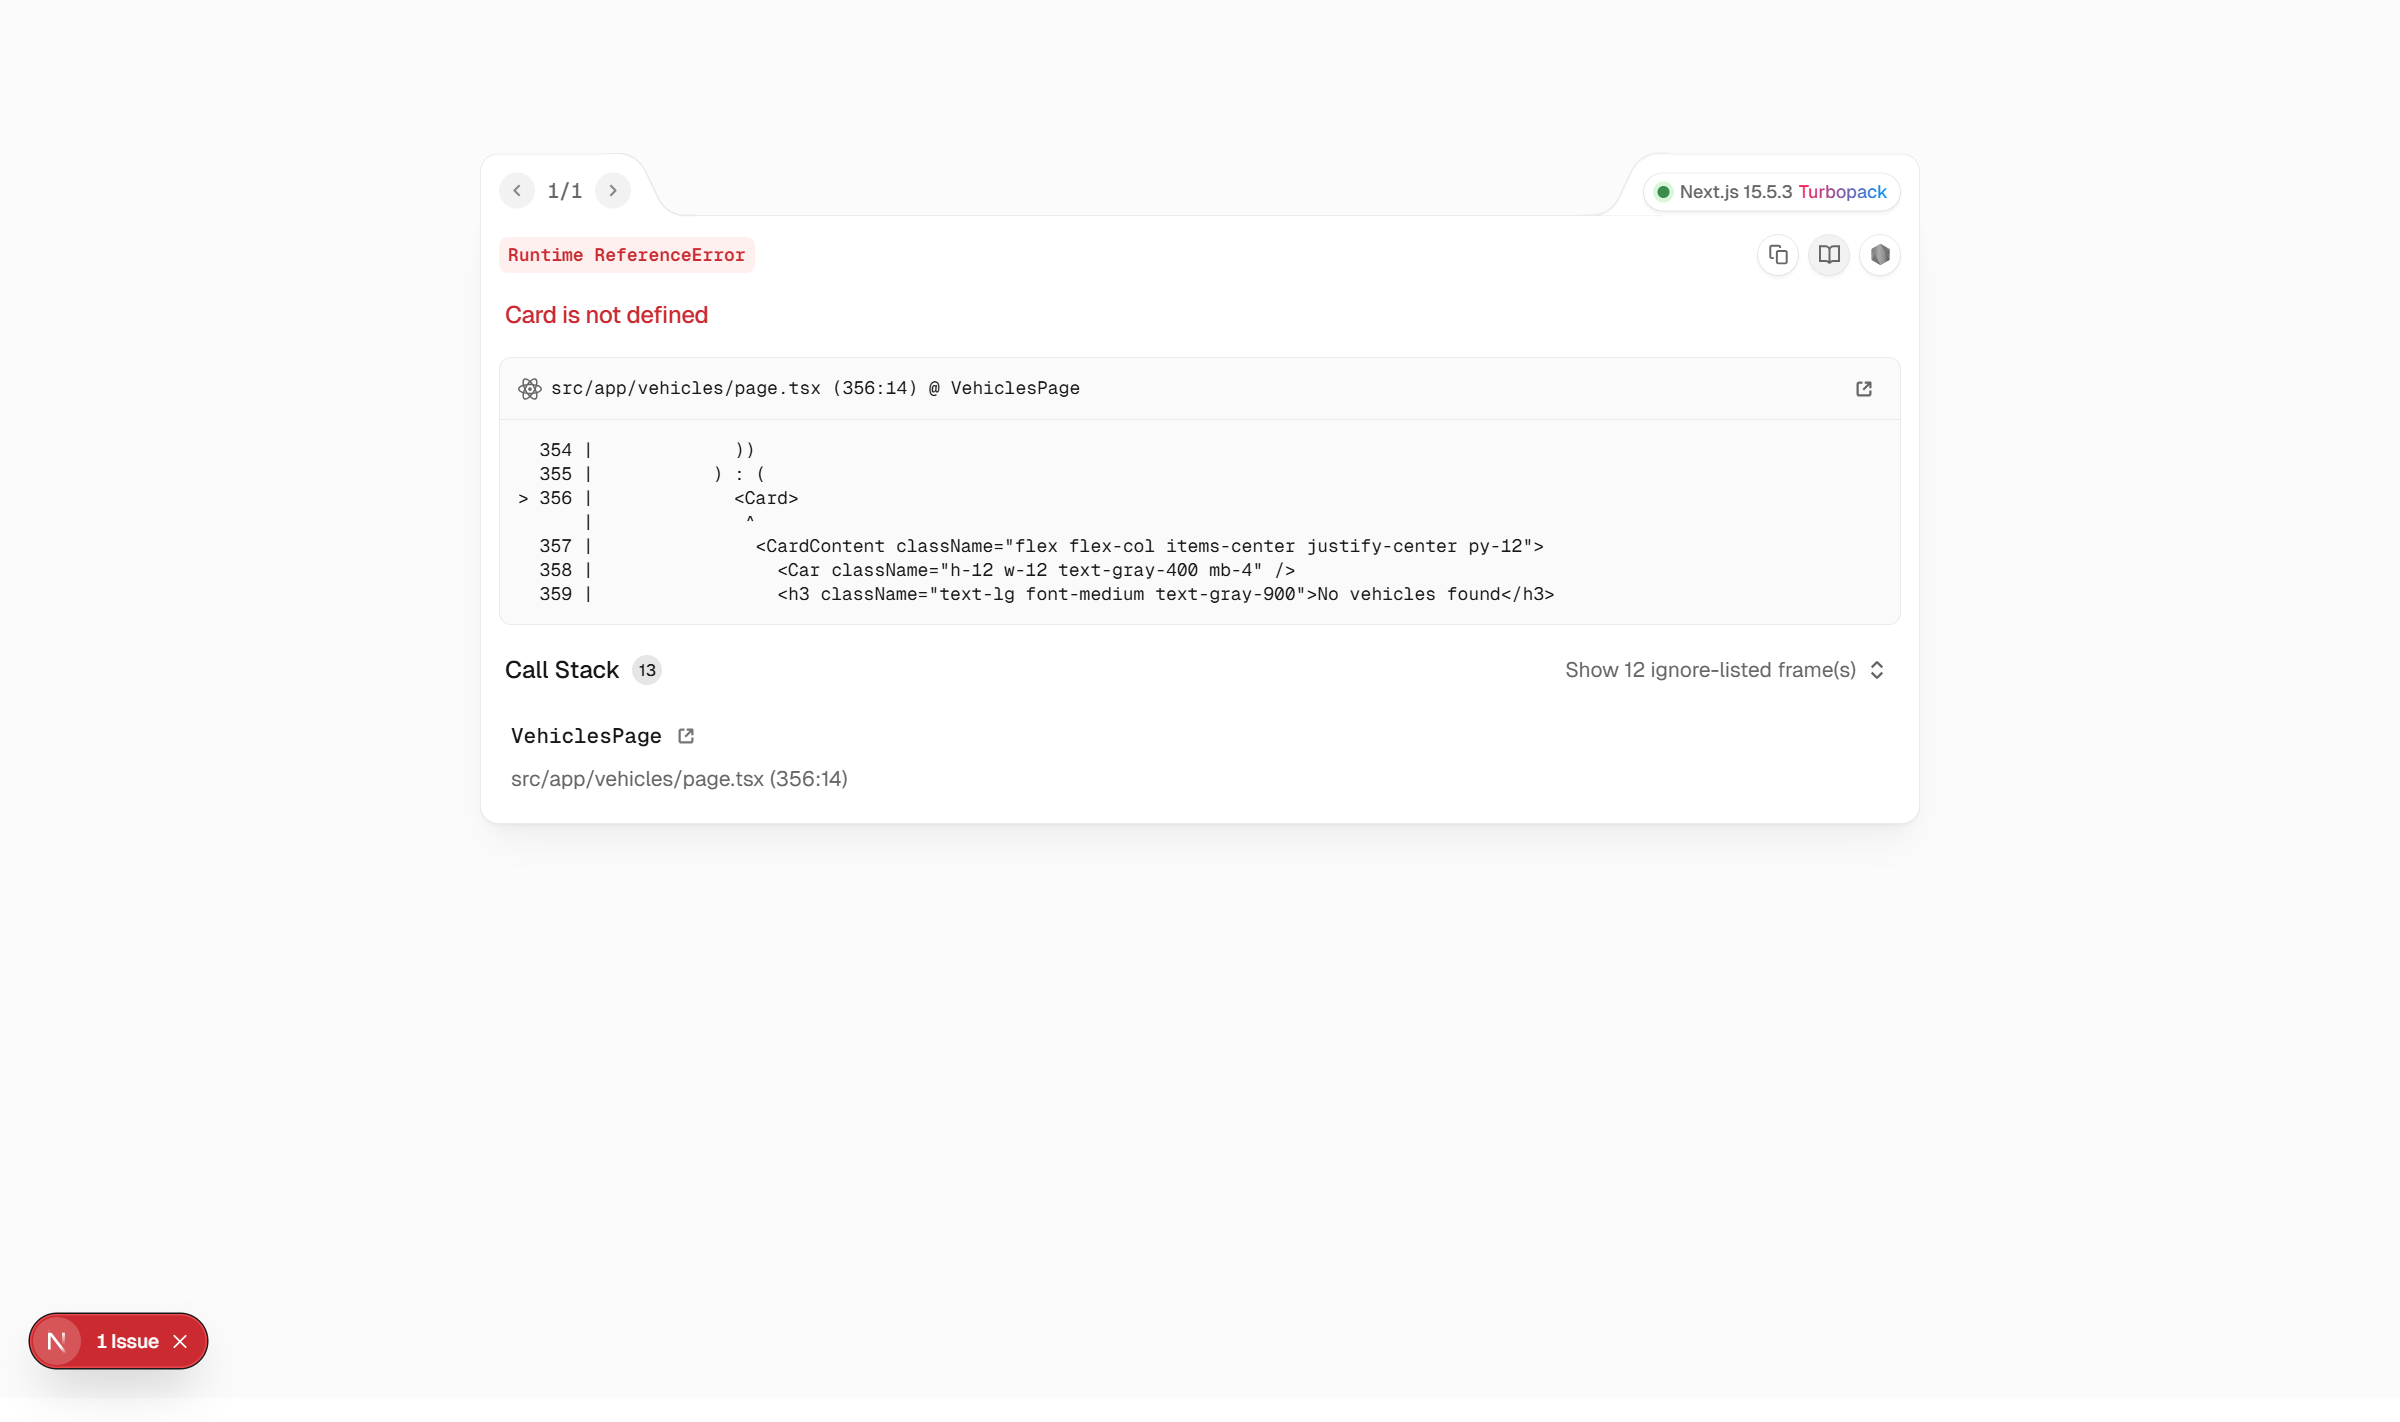 1/1
Next.js 15.5.3 Turbopack
Runtime ReferenceError
Card is not defined
src/app/vehicles/page.tsx (356:14) @ VehiclesPage
  354 |             ))
  355 |           ) : (
> 356 |             <Card>
      |              ^
  357 |               <CardContent className="flex flex-col items-center justify-center py-12">
  358 |                 <Car className="h-12 w-12 text-gray-400 mb-4" />
  359 |                 <h3 className="text-lg font-medium text-gray-900">No vehicles found</h3>
Call Stack 13
Show 12 ignore-listed frame(s)
VehiclesPage
src/app/vehicles/page.tsx (356:14)
N 1 Issue